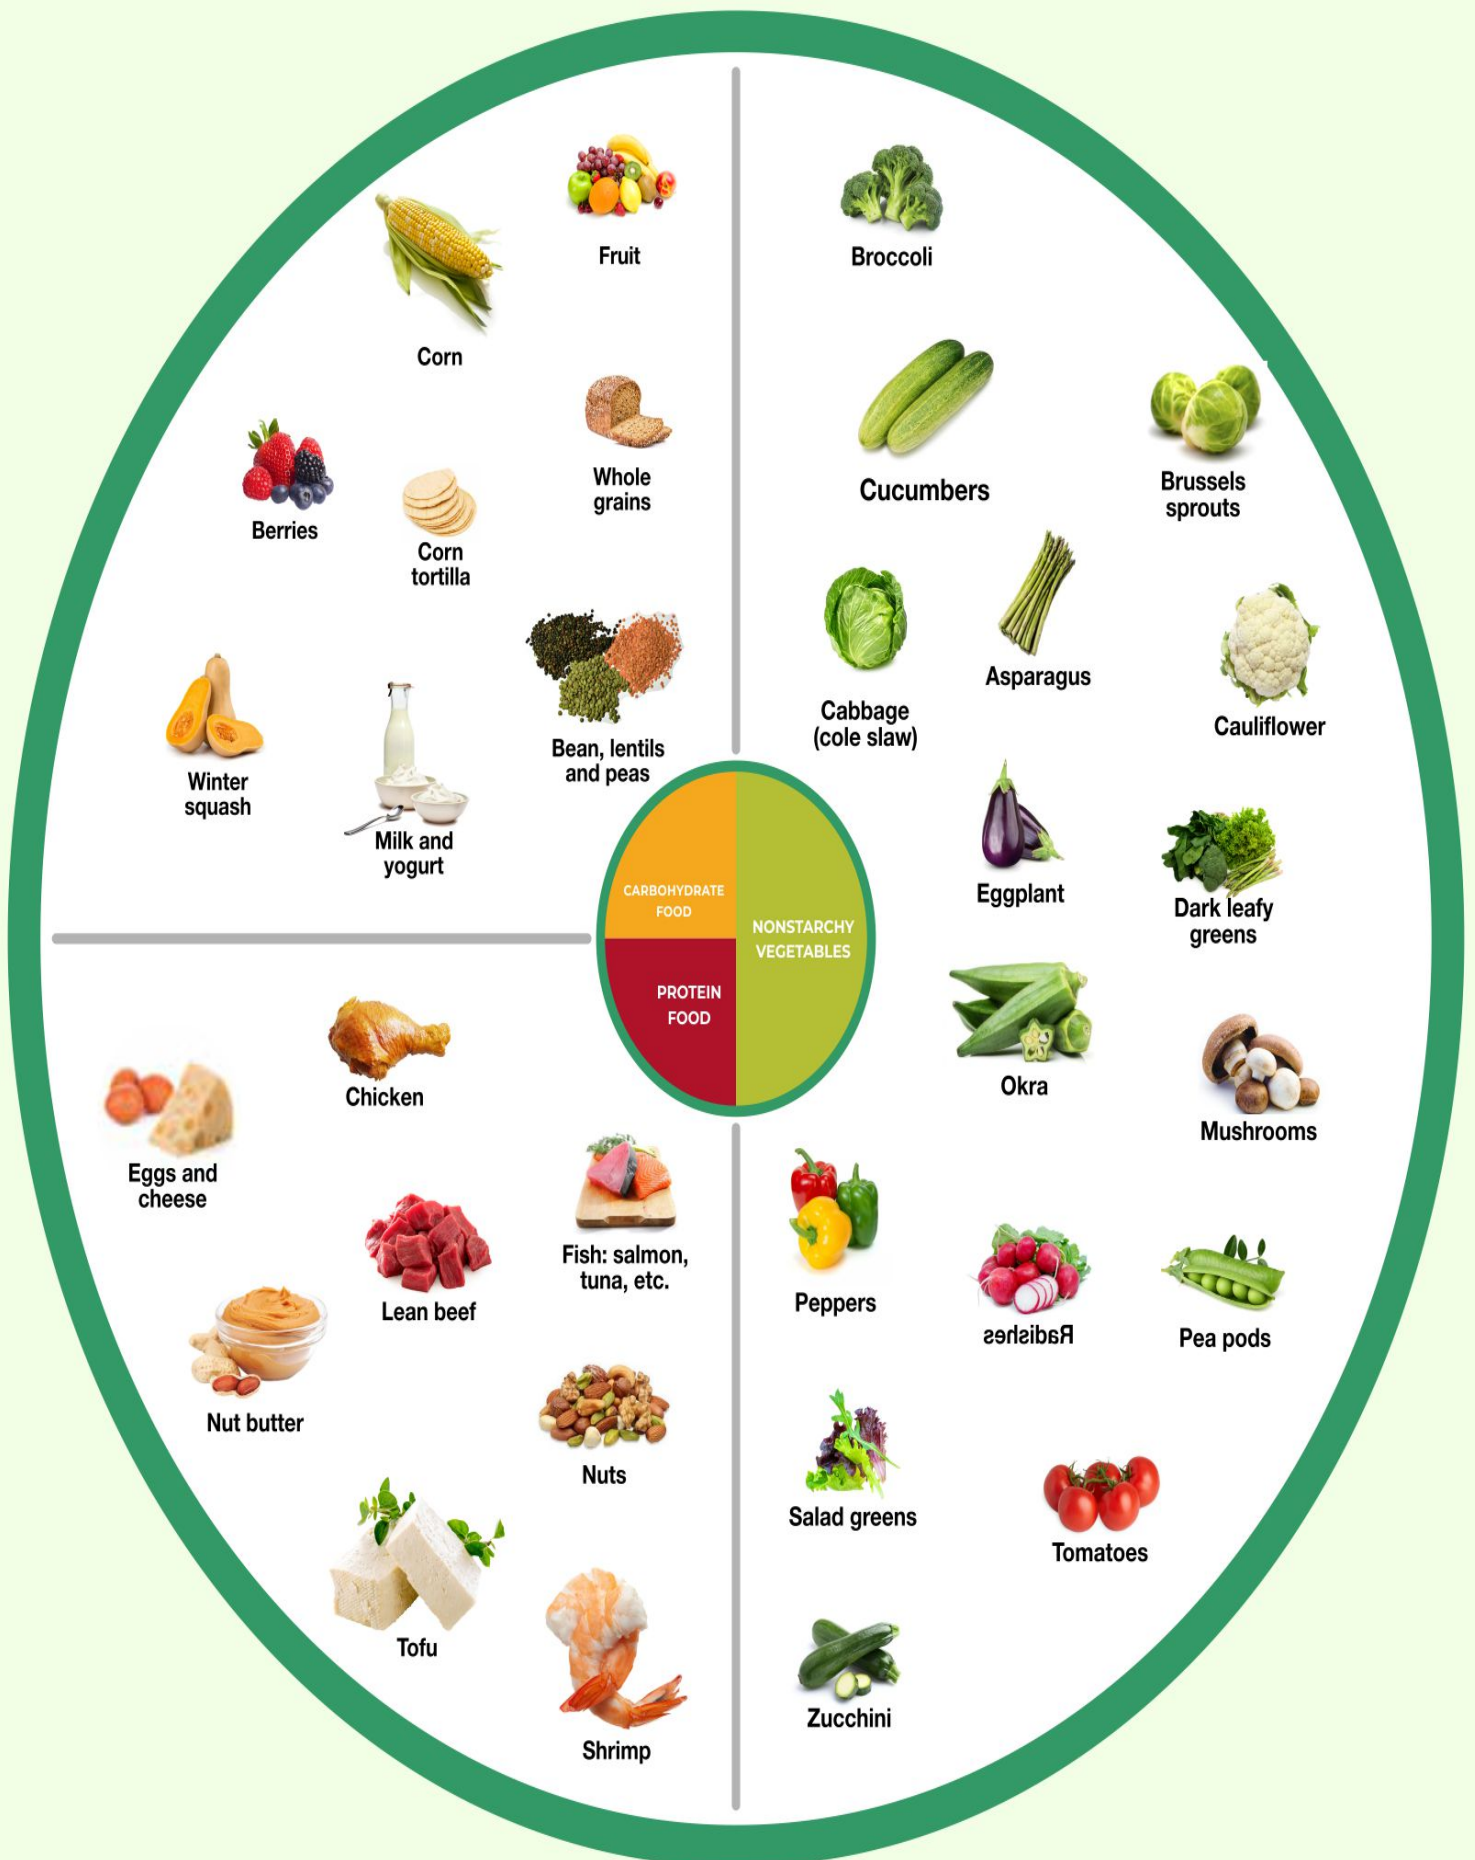 Fruit
Corn
Whole
grains
Berries
Corn
tortilla
Bean, lentils
and peas
Winter
squash
Milk and
yogurt
Broccoli
Cucumbers
Brussels
sprouts
Asparagus
Cabbage
(cole slaw)
Cauliflower
Eggplant
Dark leafy
greens
Okra
Mushrooms
Peppers
Radishes
Pea pods
Salad greens
Tomatoes
Zucchini
CARBOHYDRATE
FOOD
PROTEIN
FOOD
NONSTARCHY
VEGETABLES
Chicken
Eggs and
cheese
Fish: salmon,
tuna, etc.
Lean beef
Nut butter
Nuts
Tofu
Shrimp